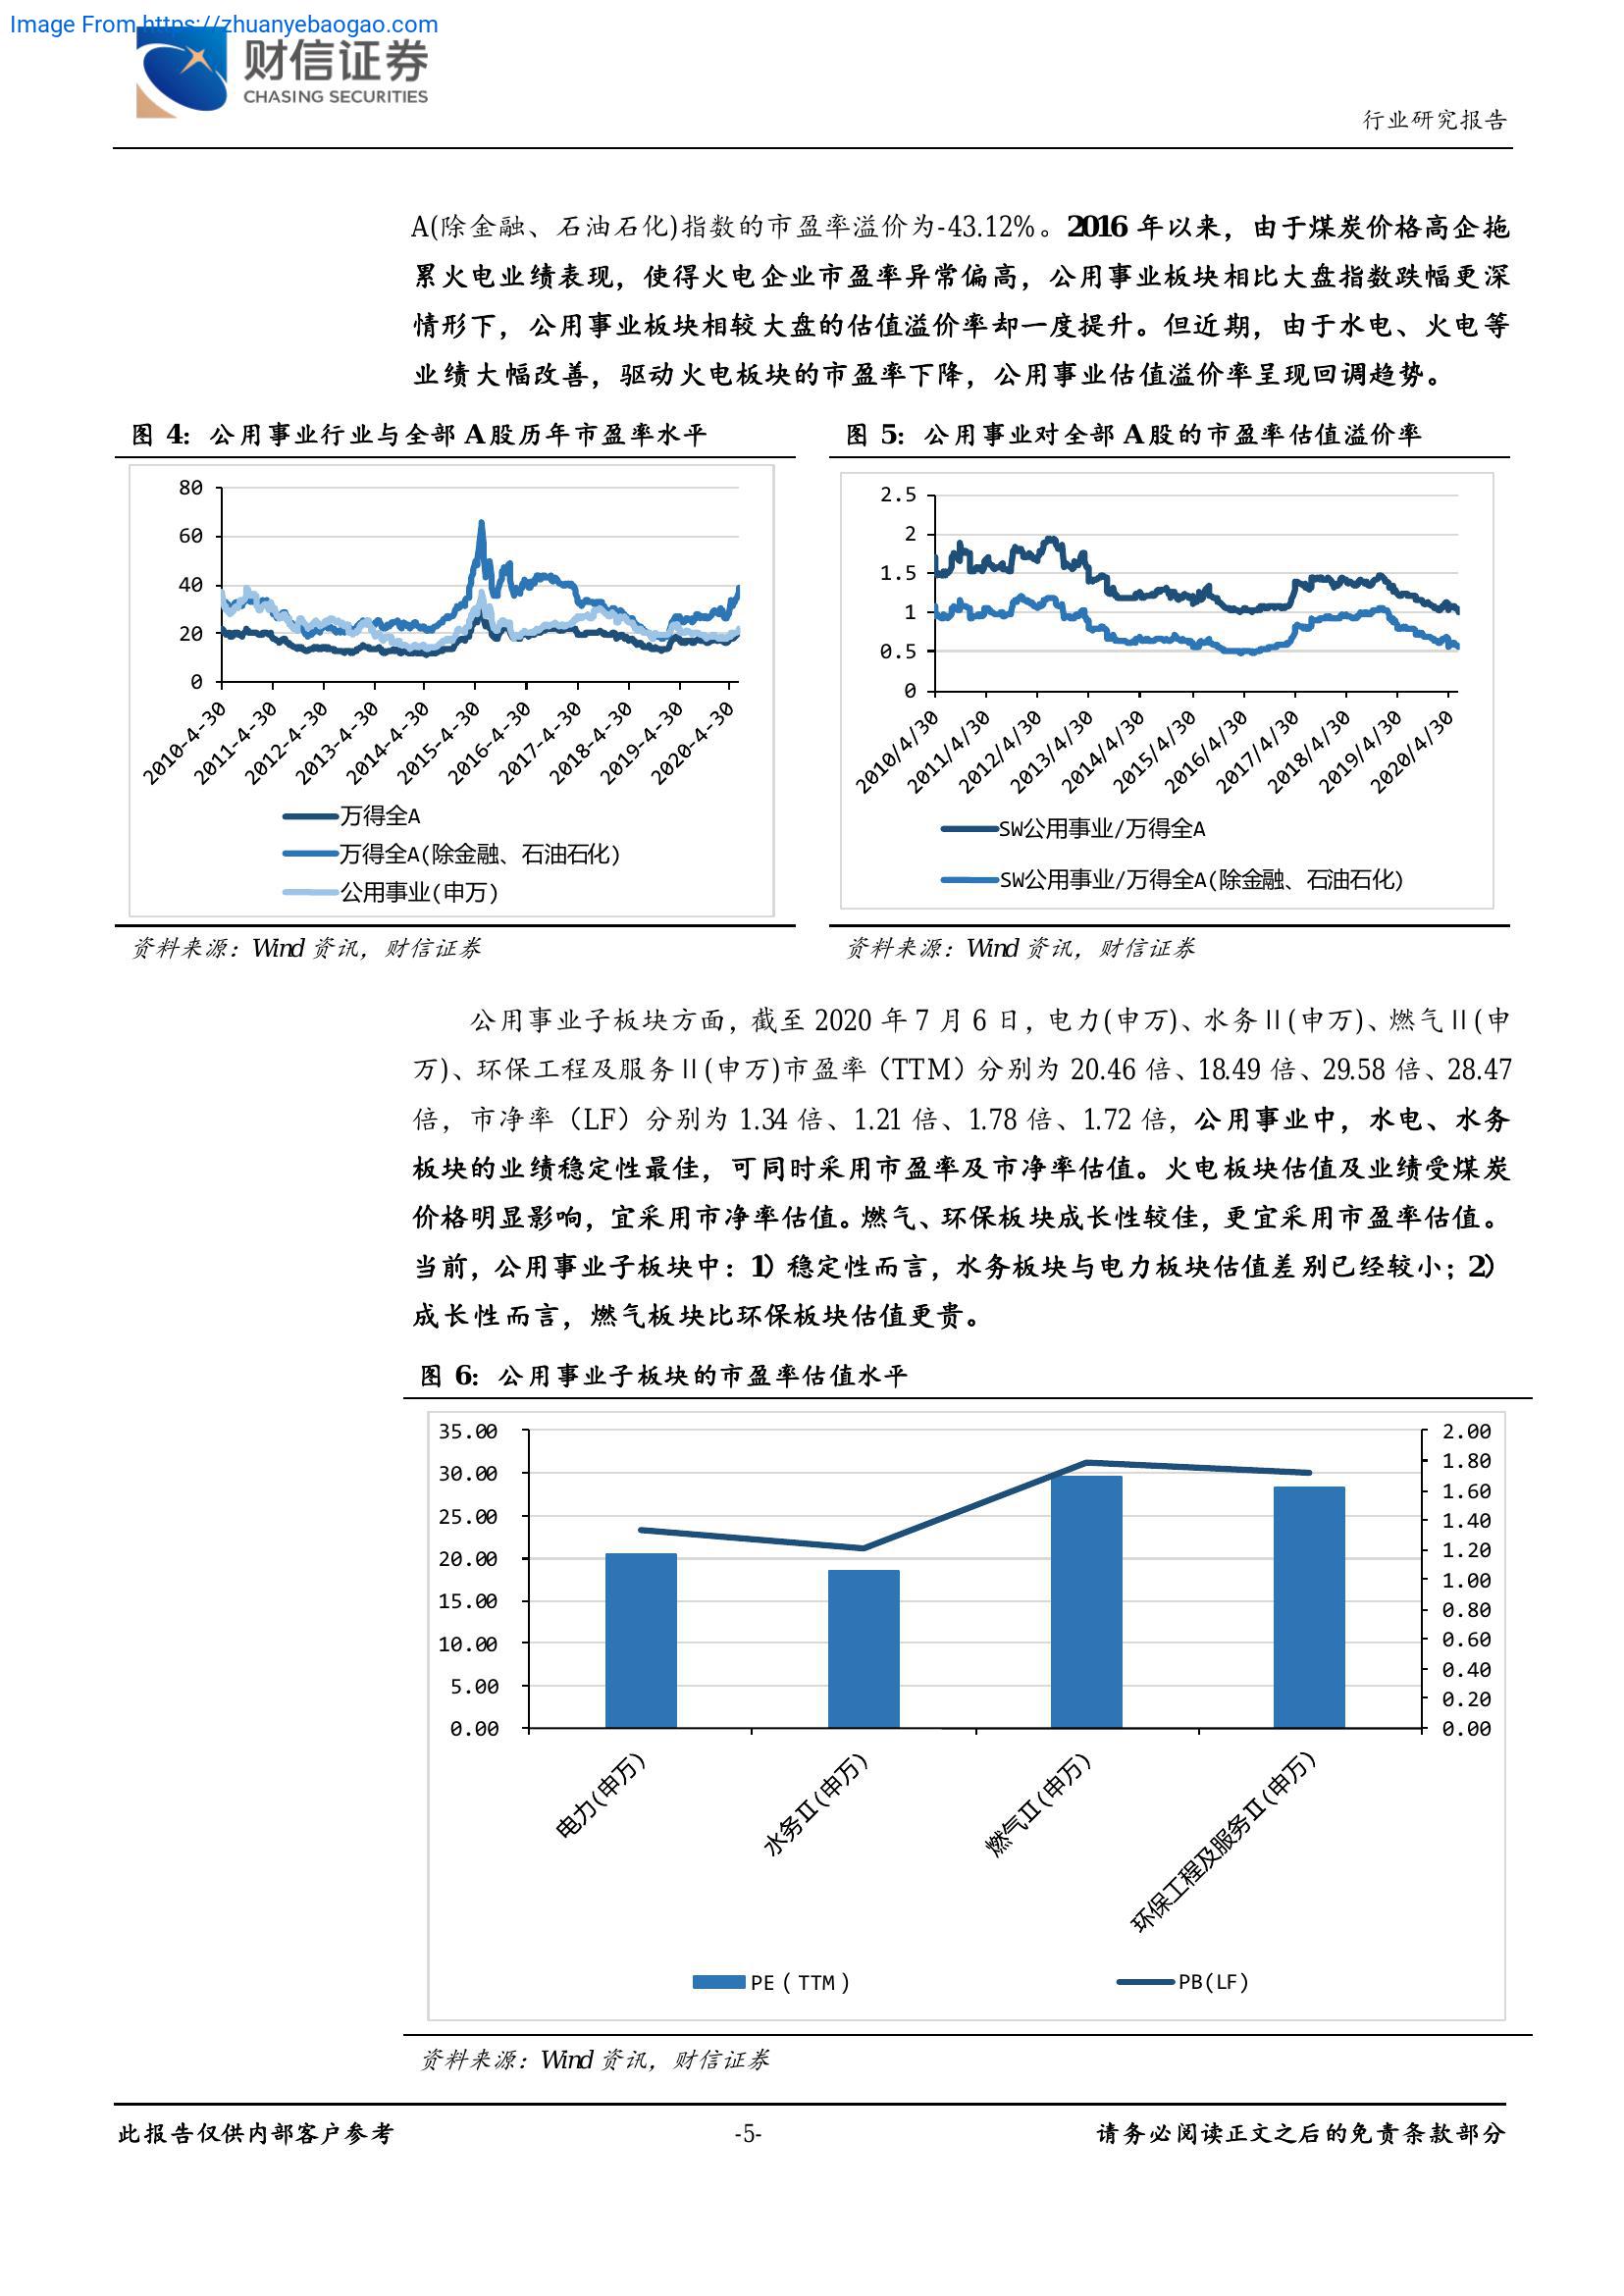 Image From https://zhuanyebaogao.com
财信证券
CHASING SECURITIES
行业研究报告
A(除金融、石油石化)指数的市盈率溢价为-43.12%。2016 年以来，由于煤炭价格高企拖
累火电业绩表现，使得火电企业市盈率异常偏高，公用事业板块相比大盘指数跌幅更深
情形下，公用事业板块相较大盘的估值溢价率却一度提升。但近期，由于水电、火电等
业绩大幅改善，驱动火电板块的市盈率下降，公用事业估值溢价率呈现回调趋势。
图 4：公用事业行业与全部 A 股历年市盈率水平
80
60
40
20
0
2010-4-30
2011-4-30
2012-4-30
2013-4-30
2014-4-30
2015-4-30
2016-4-30
2017-4-30
2018-4-30
2019-4-30
2020-4-30
万得全A
万得全A(除金融、石油石化)
公用事业(申万)
资料来源：Wind 资讯，财信证券
图 5：公用事业对全部 A 股的市盈率估值溢价率
2.5
2
1.5
1
0.5
0
2010/4/30
2011/4/30
2012/4/30
2013/4/30
2014/4/30
2015/4/30
2016/4/30
2017/4/30
2018/4/30
2019/4/30
2020/4/30
SW公用事业/万得全A
SW公用事业/万得全A(除金融、石油石化)
资料来源：Wind 资讯，财信证券
公用事业子板块方面，截至 2020 年 7 月 6 日，电力(申万)、水务Ⅱ(申万)、燃气Ⅱ(申
万)、环保工程及服务Ⅱ(申万)市盈率（TTM）分别为 20.46 倍、18.49 倍、29.58 倍、28.47
倍，市净率（LF）分别为 1.34 倍、1.21 倍、1.78 倍、1.72 倍，公用事业中，水电、水务
板块的业绩稳定性最佳，可同时采用市盈率及市净率估值。火电板块估值及业绩受煤炭
价格明显影响，宜采用市净率估值。燃气、环保板块成长性较佳，更宜采用市盈率估值。
当前，公用事业子板块中：1）稳定性而言，水务板块与电力板块估值差别已经较小；2）
成长性而言，燃气板块比环保板块估值更贵。
图 6：公用事业子板块的市盈率估值水平
35.00
30.00
25.00
20.00
15.00
10.00
5.00
0.00
2.00
1.80
1.60
1.40
1.20
1.00
0.80
0.60
0.40
0.20
0.00
电力(申万)
水务Ⅱ(申万)
燃气Ⅱ(申万)
环保工程及服务Ⅱ(申万)
PE（TTM）
PB(LF)
资料来源：Wind 资讯，财信证券
此报告仅供内部客户参考
-5-
请务必阅读正文之后的免责条款部分